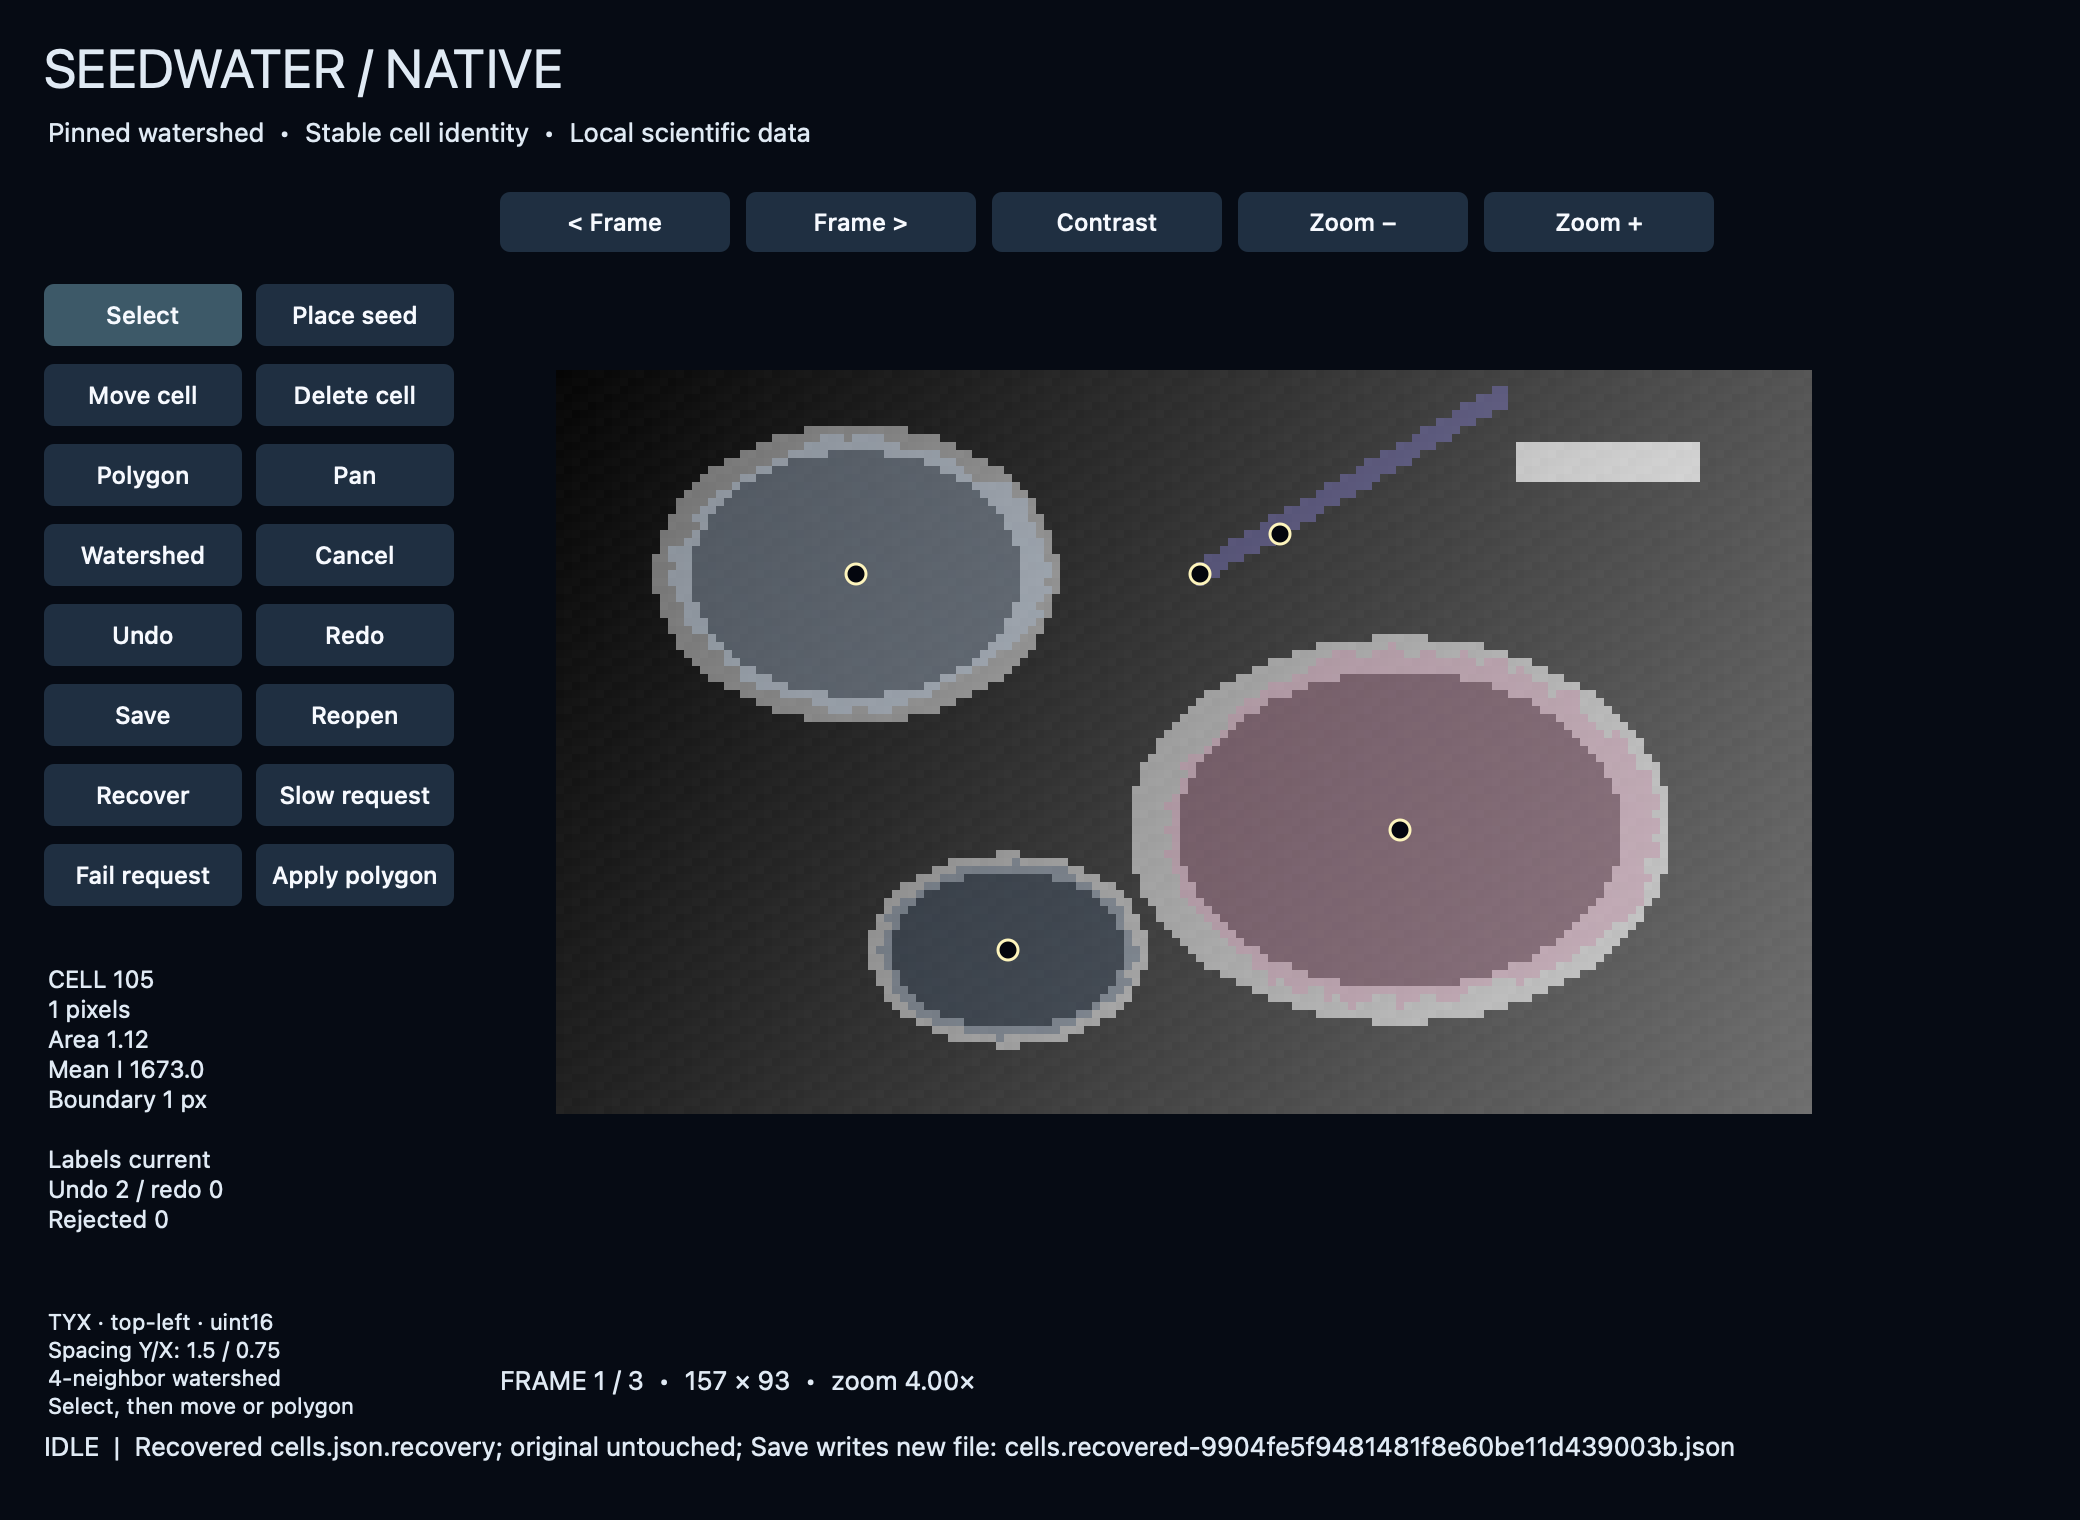 SEEDWATER / NATIVE
Pinned watershed • Stable cell identity • Local scientific data
< Frame
Frame >
Contrast
Zoom –
Zoom +
Select
Place seed
Move cell
Delete cell
Polygon
Pan
Watershed
Cancel
Undo
Redo
Save
Reopen
Recover
Slow request
Fail request
Apply polygon
CELL 105
1 pixels
Area 1.12
Mean I 1673.0
Boundary 1 px
Labels current
Undo 2 / redo 0
Rejected 0
TYX · top-left · uint16
Spacing Y/X: 1.5 / 0.75
4-neighbor watershed
Select, then move or polygon
FRAME 1 / 3 • 157 × 93 • zoom 4.00×
IDLE | Recovered cells.json.recovery; original untouched; Save writes new file: cells.recovered-9904fe5f9481481f8e60be11d439003b.json